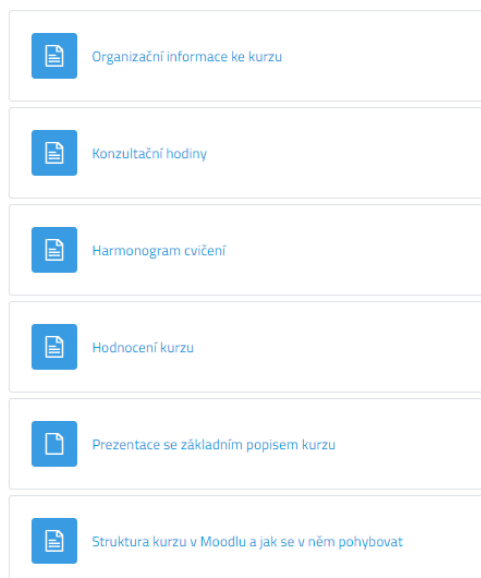 Organizační informace ke kurzu
Konzultační hodiny
Harmonogram cvičení
Hodnocení kurzu
Prezentace se základním popisem kurzu
Struktura kurzu v Moodlu a jak se v něm pohybovat